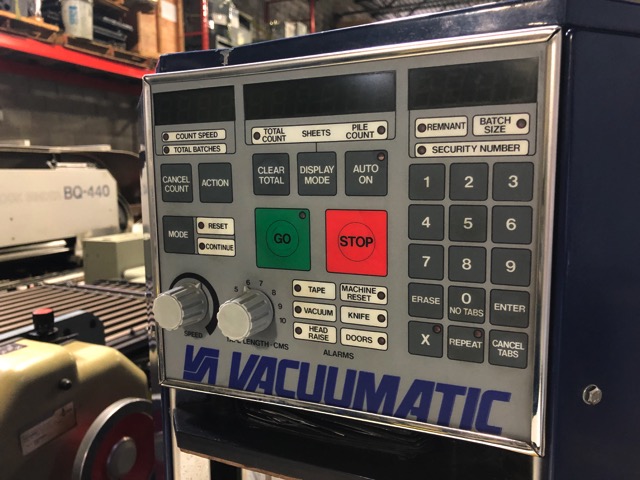 COUNT SPEED
TOTAL BATCHES
TOTAL COUNT SHEETS PILE COUNT
REMNANT BATCH SIZE
SECURITY NUMBER
CANCEL COUNT
ACTION
CLEAR TOTAL
DISPLAY MODE
AUTO ON
1 2 3
MODE
RESET
CONTINUE
GO
STOP
4 5 6
7 8 9
TAPE
MACHINE RESET
VACUUM
KNIFE
HEAD RAISE
DOORS
ALARMS
ERASE
0 NO TABS
ENTER
X
REPEAT
CANCEL TABS
SPEED
5 6 7 8 9 10
LENGTH - CMS
VACUUMATIC
BQ-440